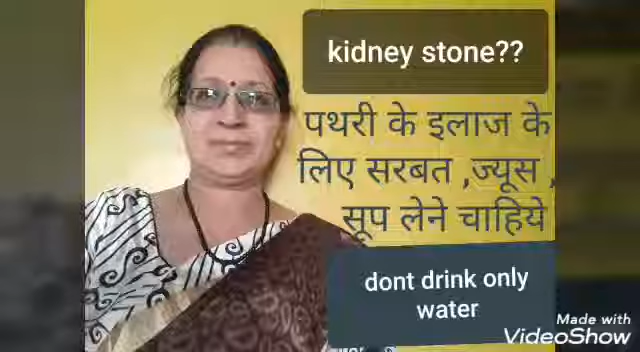 kidney stone??
पथरी के इलाज के
लिए सरबत ,ज्यूस ,
सूप लेने चाहिये
dont drink only
water
Made with
VideoShow